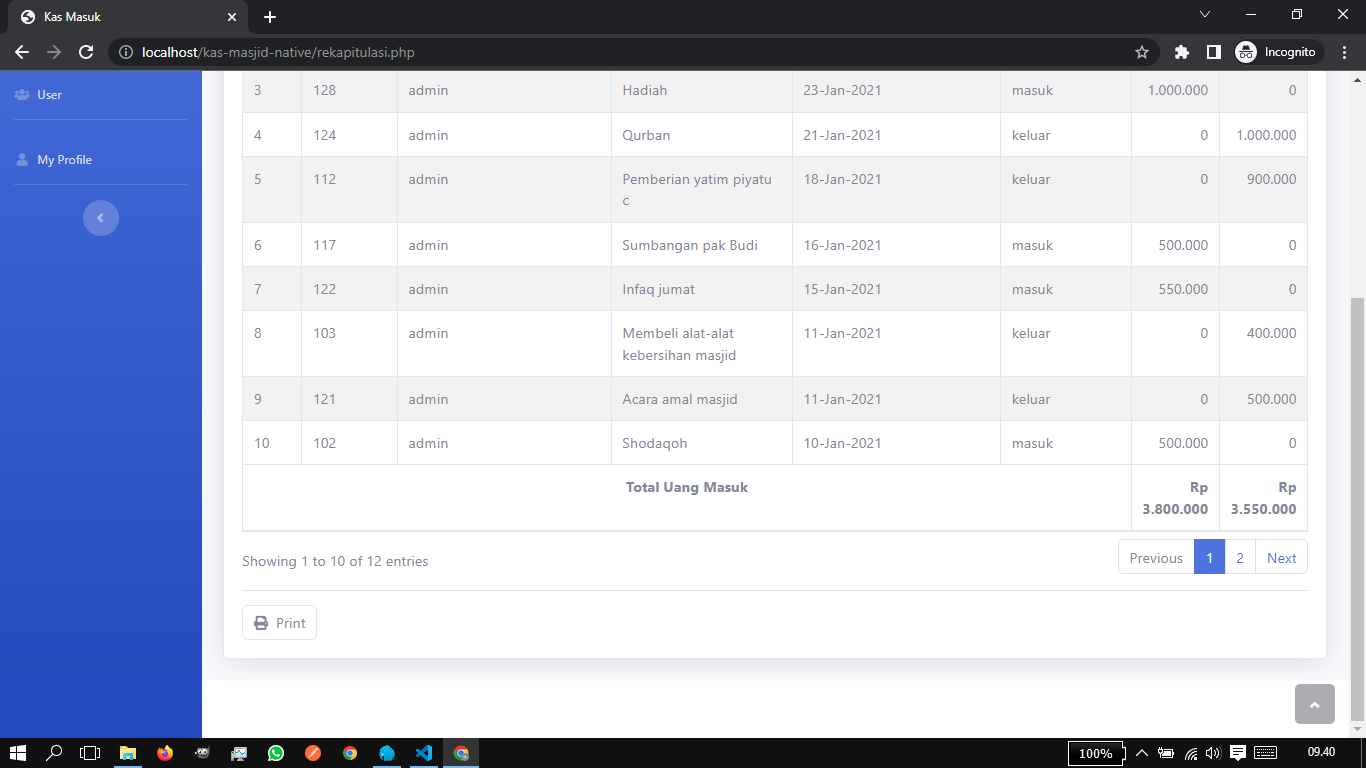 Kas Masuk
localhost/kas-masjid-native/rekapitulasi.php
Incognito
User
My Profile
3 128 admin Hadiah 23-Jan-2021 masuk 1.000.000 0
4 124 admin Qurban 21-Jan-2021 keluar 0 1.000.000
5 112 admin Pemberian yatim piyatu 18-Jan-2021 keluar 0 900.000
c
6 117 admin Sumbangan pak Budi 16-Jan-2021 masuk 500.000 0
7 122 admin Infaq jumat 15-Jan-2021 masuk 550.000 0
8 103 admin Membeli alat-alat 11-Jan-2021 keluar 0 400.000
kebersihan masjid
9 121 admin Acara amal masjid 11-Jan-2021 keluar 0 500.000
10 102 admin Shodaqoh 10-Jan-2021 masuk 500.000 0
Total Uang Masuk Rp Rp
3.800.000 3.550.000
Showing 1 to 10 of 12 entries Previous 1 2 Next
Print
100% 09.40